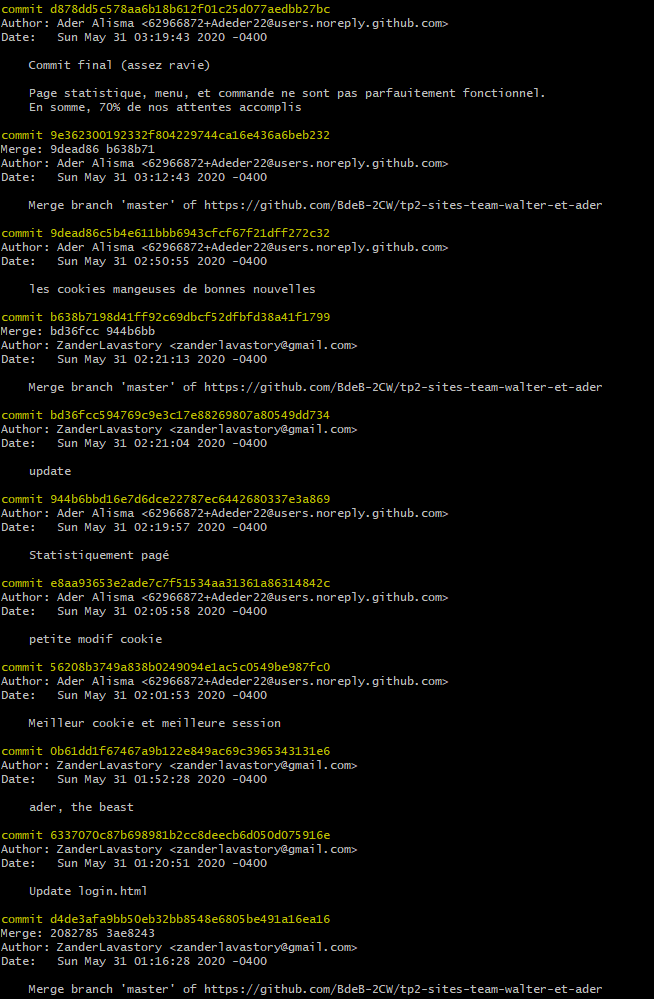 commit d878dd5c578aa6b18b612f01c25d077aedbb27bc
Author: Ader Alisma <62966872+Adeder22@users.noreply.github.com>
Date:   Sun May 31 03:19:43 2020 -0400
Commit final (assez ravie)
Page statistique, menu, et commande ne sont pas parfauitement fonctionnel.
En somme, 70% de nos attentes accomplis
commit 9e362300192332f804229744ca16e436a6beb232
Merge: 9dead86 b638b71
Author: Ader Alisma <62966872+Adeder22@users.noreply.github.com>
Date:   Sun May 31 03:12:43 2020 -0400
Merge branch 'master' of https://github.com/BdeB-2CW/tp2-sites-team-walter-et-ader
commit 9dead86c5b4e611bbb6943cfcf67f21dff272c32
Author: Ader Alisma <62966872+Adeder22@users.noreply.github.com>
Date:   Sun May 31 02:50:55 2020 -0400
les cookies mangeuses de bonnes nouvelles
commit b638b7198d41ff92c69dbcf52dfbfd38a41f1799
Merge: bd36fcc 944b6bb
Author: ZanderLavastory <zanderlavastory@gmail.com>
Date:   Sun May 31 02:21:13 2020 -0400
Merge branch 'master' of https://github.com/BdeB-2CW/tp2-sites-team-walter-et-ader
commit bd36fcc594769c9e3c17e88269807a80549dd734
Author: ZanderLavastory <zanderlavastory@gmail.com>
Date:   Sun May 31 02:21:04 2020 -0400
update
commit 944b6bbd16e7d6dce22787ec6442680337e3a869
Author: Ader Alisma <62966872+Adeder22@users.noreply.github.com>
Date:   Sun May 31 02:19:57 2020 -0400
Statistiquement pagé
commit e8aa93653e2ade7c7f51534aa31361a86314842c
Author: Ader Alisma <62966872+Adeder22@users.noreply.github.com>
Date:   Sun May 31 02:05:58 2020 -0400
petite modif cookie
commit 56208b3749a838b0249094e1ac5c0549be987fc0
Author: Ader Alisma <62966872+Adeder22@users.noreply.github.com>
Date:   Sun May 31 02:01:53 2020 -0400
Meilleur cookie et meilleure session
commit 0b61dd1f67467a9b122e849ac69c3965343131e6
Author: ZanderLavastory <zanderlavastory@gmail.com>
Date:   Sun May 31 01:52:28 2020 -0400
ader, the beast
commit 6337070c87b698981b2cc8deecb6d050d075916e
Author: ZanderLavastory <zanderlavastory@gmail.com>
Date:   Sun May 31 01:20:51 2020 -0400
Update login.html
commit d4de3afa9bb50eb32bb8548e6805be491a16ea16
Merge: 2082785 3ae8243
Author: ZanderLavastory <zanderlavastory@gmail.com>
Date:   Sun May 31 01:16:28 2020 -0400
Merge branch 'master' of https://github.com/BdeB-2CW/tp2-sites-team-walter-et-ader